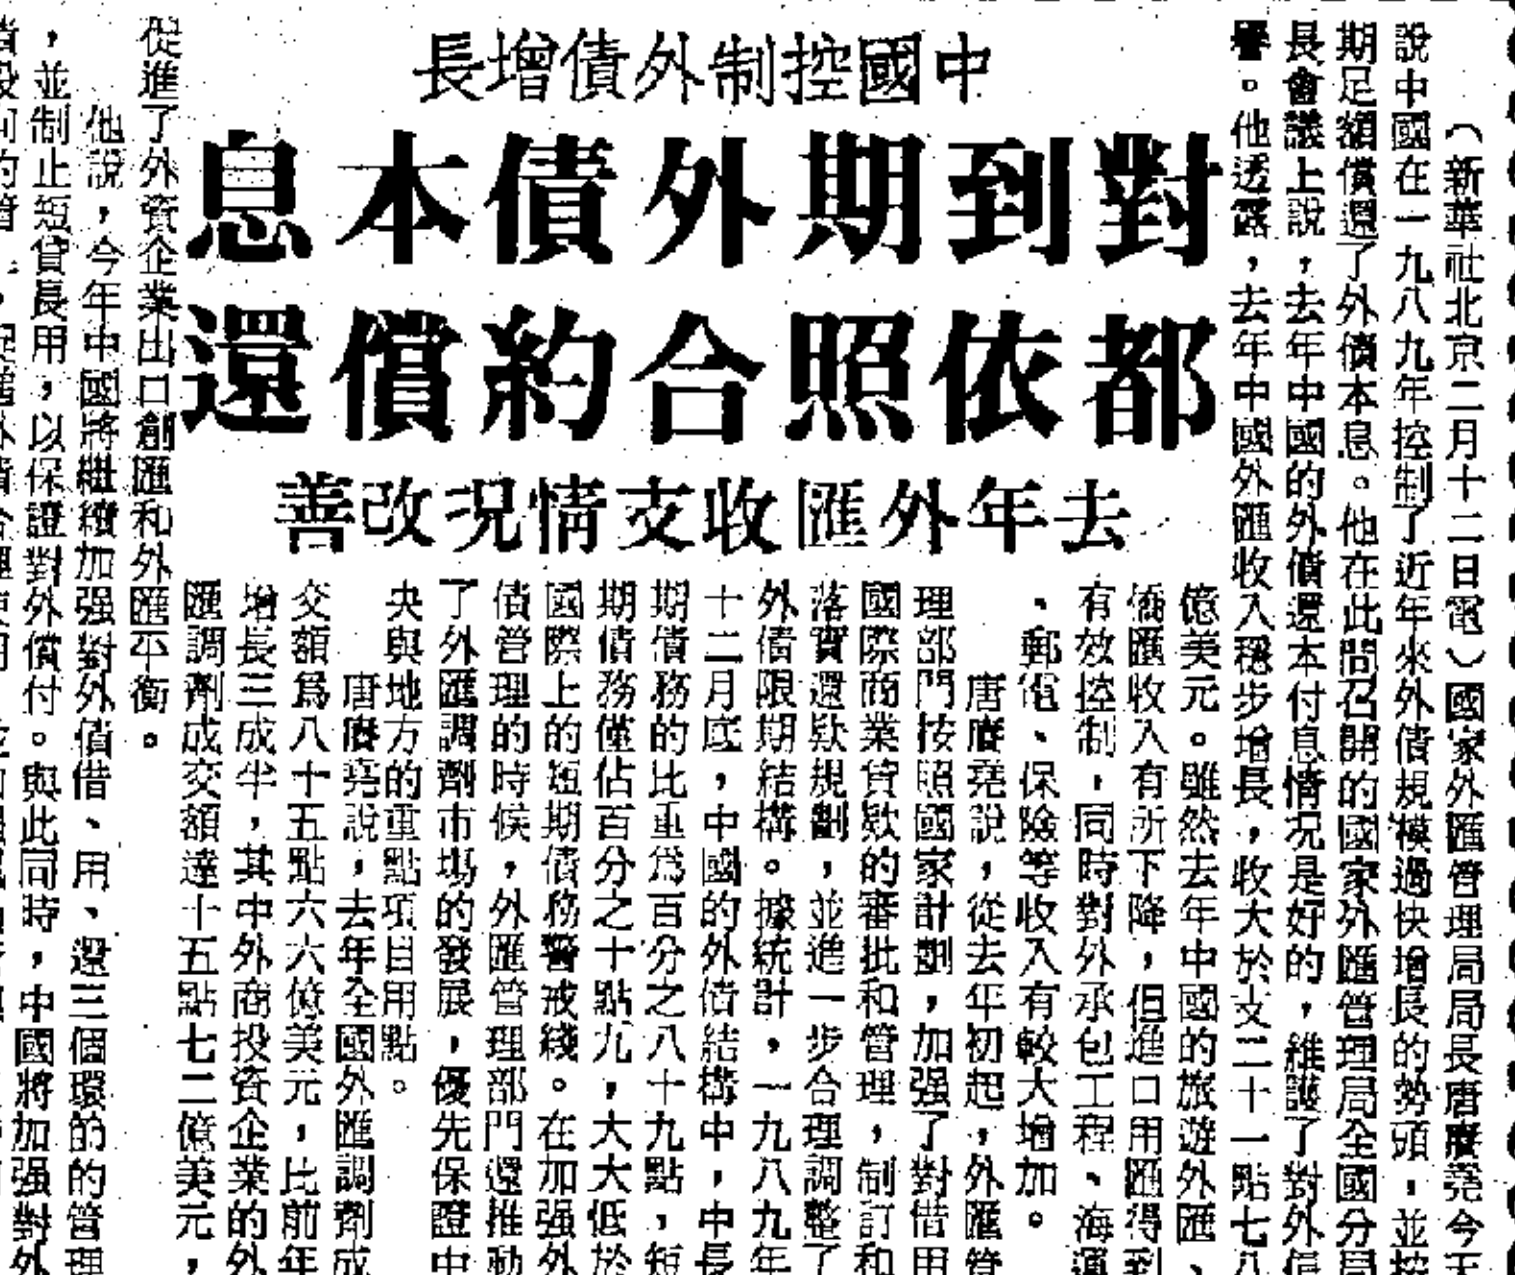 中國控制外債增長
對到期外債本息
都依照合約償還
去年外匯收支情況改善
（新華社北京二月十二日電）國家外匯管理局局長唐賡堯今天
說中國在一九八九年控制了近年來外債規模過快增長的勢頭，並按
期足額償還了外債本息。他在此間召開的國家外匯管理局全國分局
長會議上說，去年中國的外債還本付息情況是好的，維護了對外信
譽。他透露，去年中國外匯收入穩步增長，收大於支二十一點七八
億美元。雖然去年中國的旅遊外匯、
僑匯收入有所下降，但進口用匯得到
有效控制，同時對外承包工程、海運
、郵電、保險等收入有較大增加。
唐賡堯說，從去年初起，外匯管
理部門按照國家計劃，加强了對借用
國際商業貸款的審批和管理，制訂和
落實還款規劃，並進一步合理調整了
外債限期結構。據統計，一九八九年
十二月底，中國的外債結構中，中長
期債務的比重爲百分之八十九點，短
期債務僅佔百分之十點九，大大低於
國際上的短期債務警戒綫。在加强外
債管理的時候，外匯管理部門還推動
了外匯調劑市場的發展，優先保證中
央與地方的重點項目用點。
唐賡堯說，去年全國外匯調劑成
交額爲八十五點六六億美元，比前年
增長三成半，其中外商投資企業的外
匯調劑成交額達十五點七二億美元，
促進了外資企業出口創匯和外匯平衡。
他說，今年中國將繼續加强對外債借、用、還三個環的的管理
，並制止短貸長用，以保證對外償付。與此同時，中國將加强對外